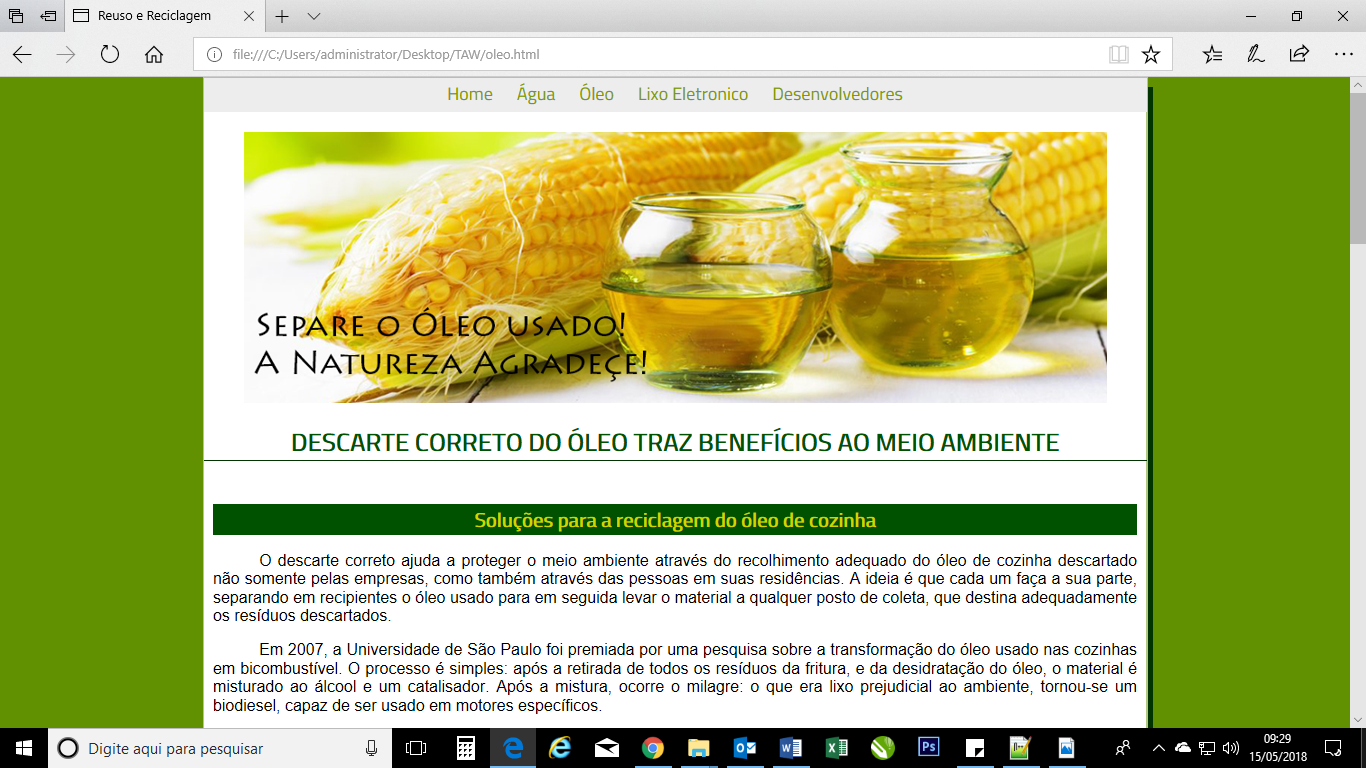 Reuso e Reciclagem
file:///C:/Users/administrator/Desktop/TAW/oleo.html
Home Água Óleo Lixo Eletronico Desenvolvedores
SEPARE O ÓLEO USADO!
A NATUREZA AGRADEÇE!
DESCARTE CORRETO DO ÓLEO TRAZ BENEFÍCIOS AO MEIO AMBIENTE
Soluções para a reciclagem do óleo de cozinha
O descarte correto ajuda a proteger o meio ambiente através do recolhimento adequado do óleo de cozinha descartado
não somente pelas empresas, como também através das pessoas em suas residências. A ideia é que cada um faça a sua parte,
separando em recipientes o óleo usado para em seguida levar o material a qualquer posto de coleta, que destina adequadamente
os resíduos descartados.
Em 2007, a Universidade de São Paulo foi premiada por uma pesquisa sobre a transformação do óleo usado nas cozinhas
em bicombustível. O processo é simples: após a retirada de todos os resíduos da fritura, e da desidratação do óleo, o material é
misturado ao álcool e um catalisador. Após a mistura, ocorre o milagre: o que era lixo prejudicial ao ambiente, tornou-se um
biodiesel, capaz de ser usado em motores específicos.
Digite aqui para pesquisar
Ps
09:29
15/05/2018